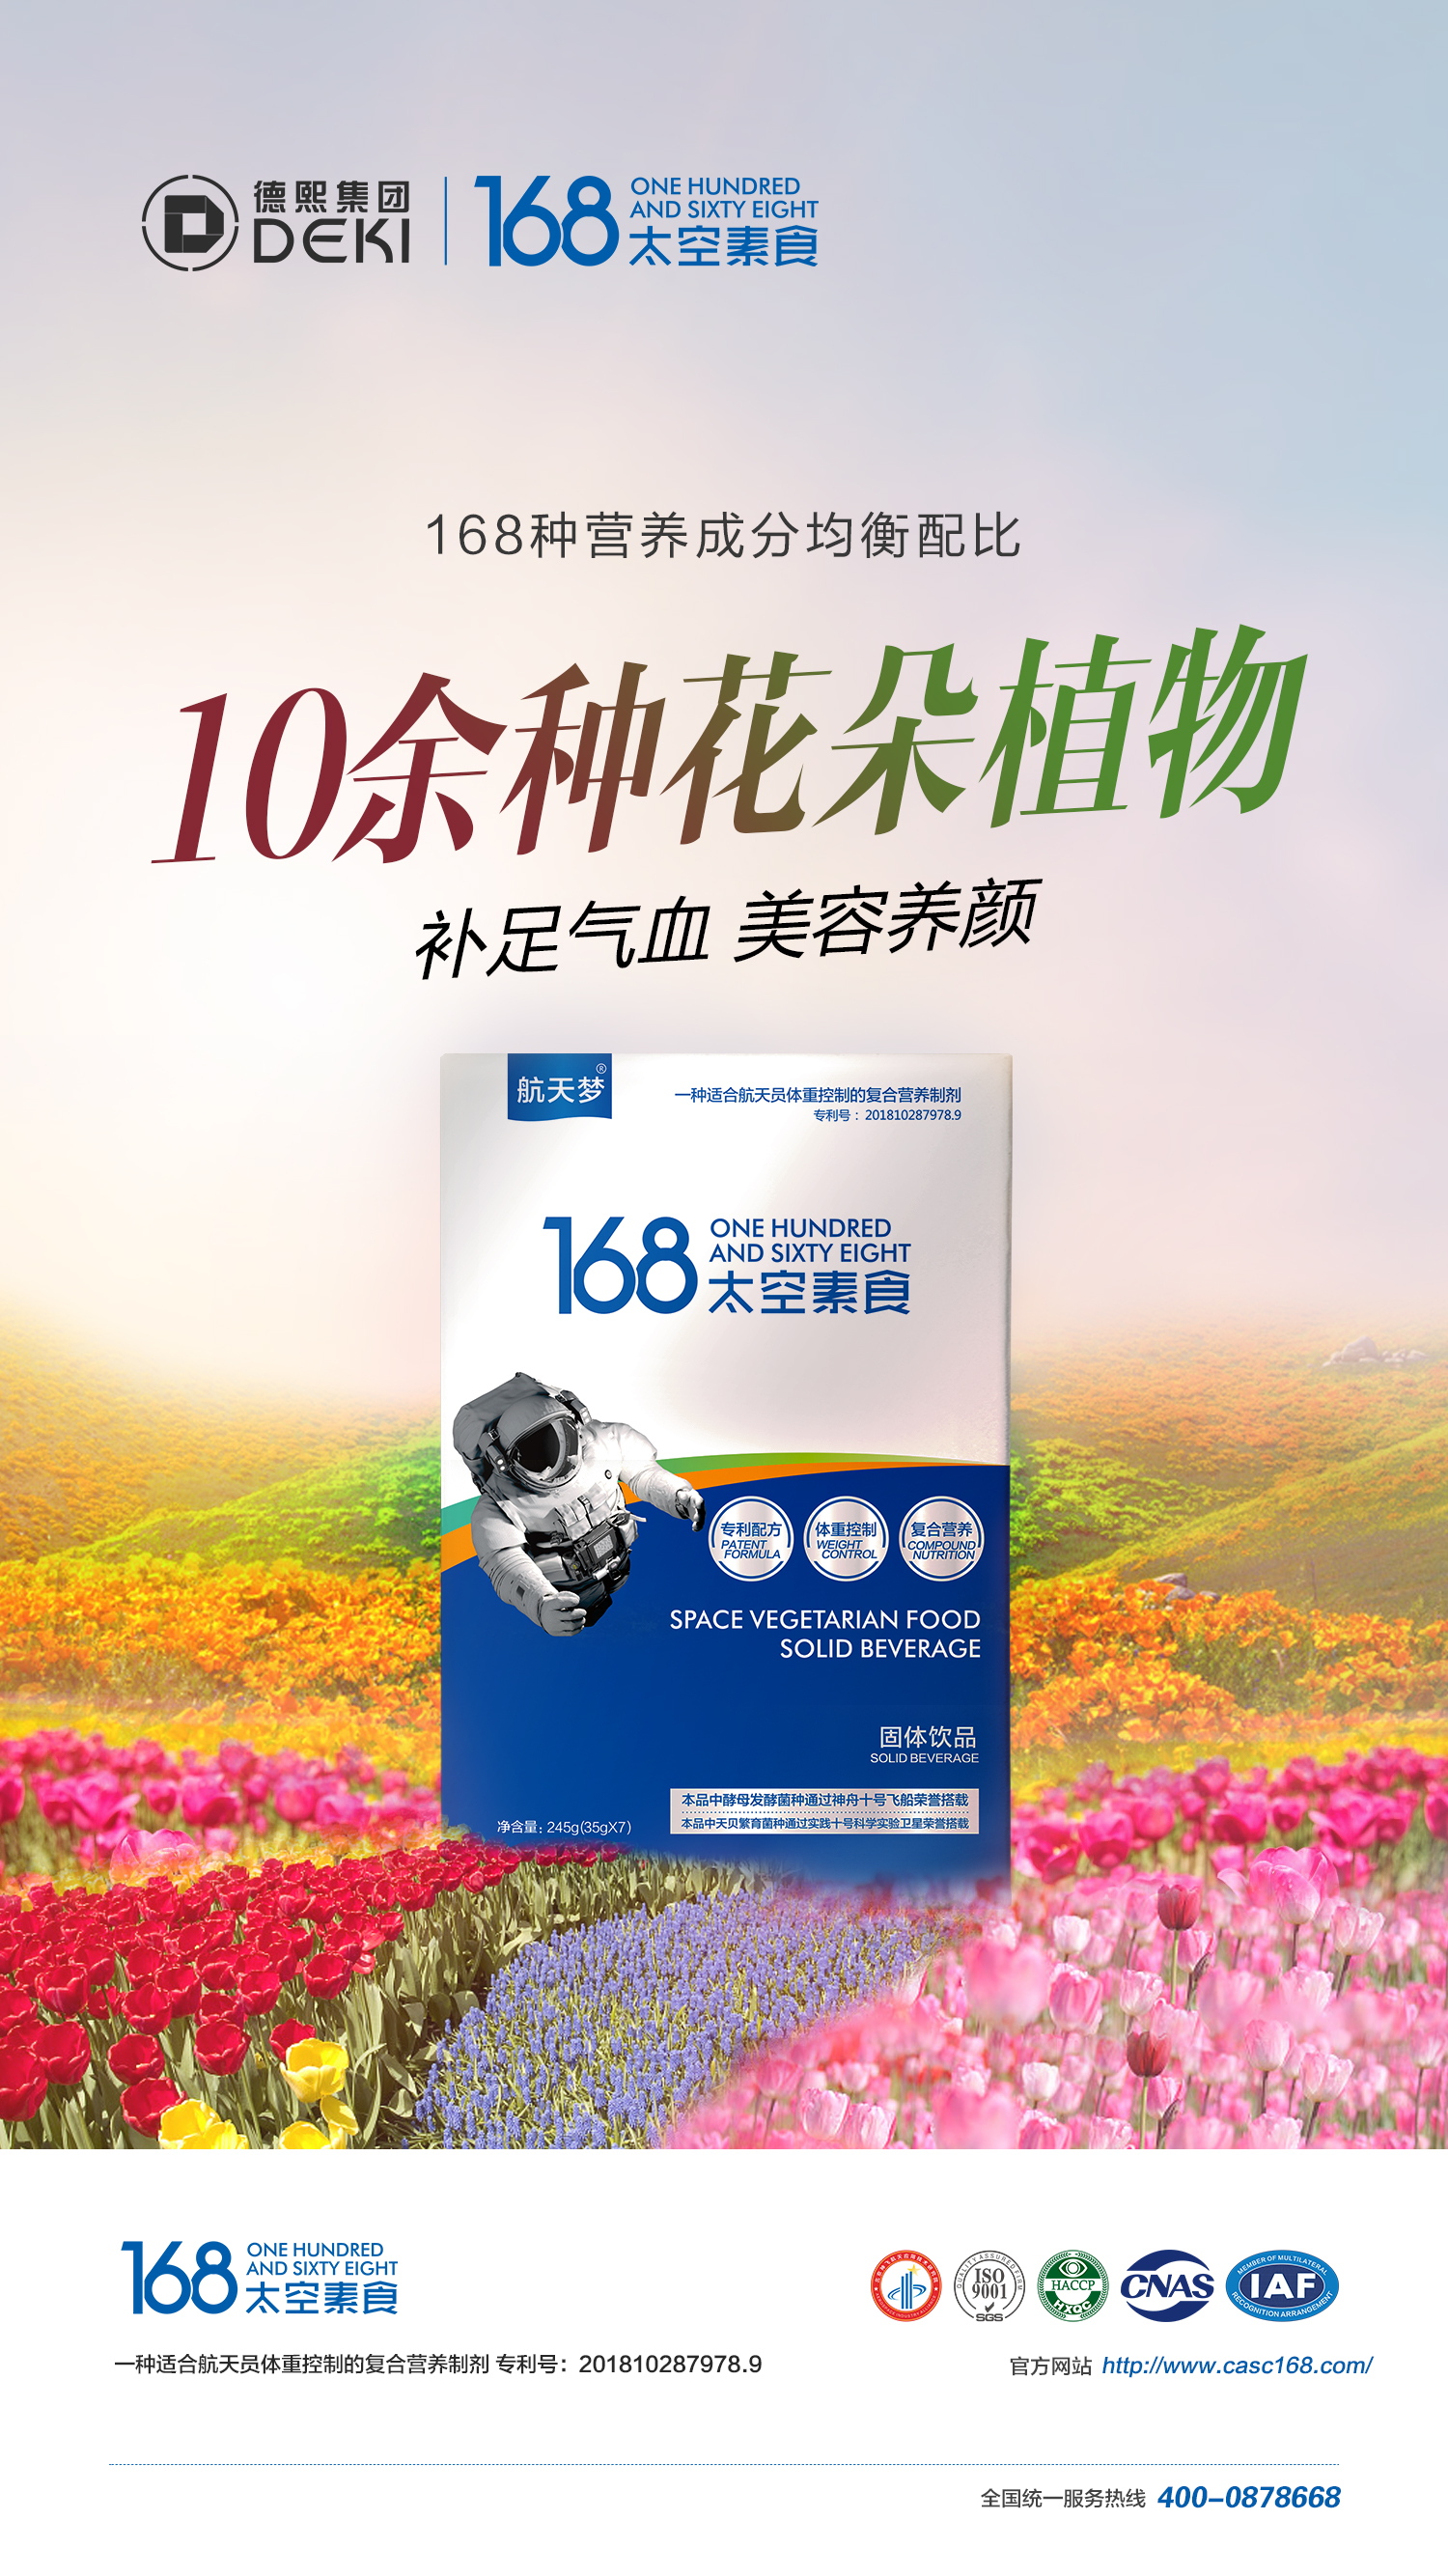 德熙集团
DEKI
168
ONE HUNDRED
AND SIXTY EIGHT
太空素食
168种营养成分均衡配比
10余种花朵植物
补足气血 美容养颜
航天梦®
一种适合航天员体重控制的复合营养制剂
专利号：201810287978.9
168
ONE HUNDRED
AND SIXTY EIGHT
太空素食
专利配方
PATENT
FORMULA
体重控制
WEIGHT
CONTROL
复合营养
COMPOUND
NUTRITION
SPACE VEGETARIAN FOOD
SOLID BEVERAGE
固体饮品
SOLID BEVERAGE
本品中酵母发酵菌种通过神舟十号飞船荣誉搭载
本品中天贝繁育菌种通过实践十号科学实验卫星荣誉搭载
净含量: 245g(35gX7)
168
ONE HUNDRED
AND SIXTY EIGHT
太空素食
QUALITY ASSURED FIRM
ISO
9001
SGS
HACCP
HXQC
CNAS
MEMBER OF MULTILATERAL
IAF
RECOGNITION ARRANGEMENT
一种适合航天员体重控制的复合营养制剂 专利号：201810287978.9
官方网站 http://www.casc168.com/
全国统一服务热线 400-0878668